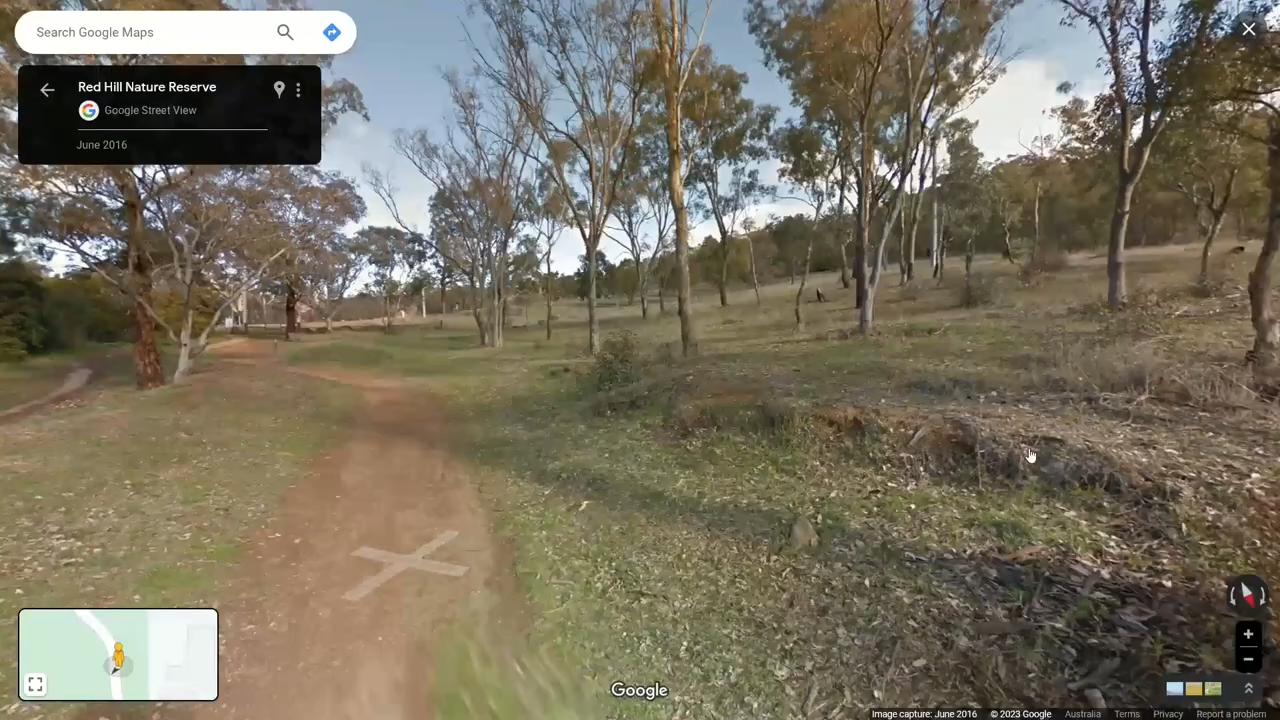 Search Google Maps
Red Hill Nature Reserve
Google Street View
June 2016
Google
Image capture: June 2016 © 2023 Google Australia Terms Privacy Report a problem